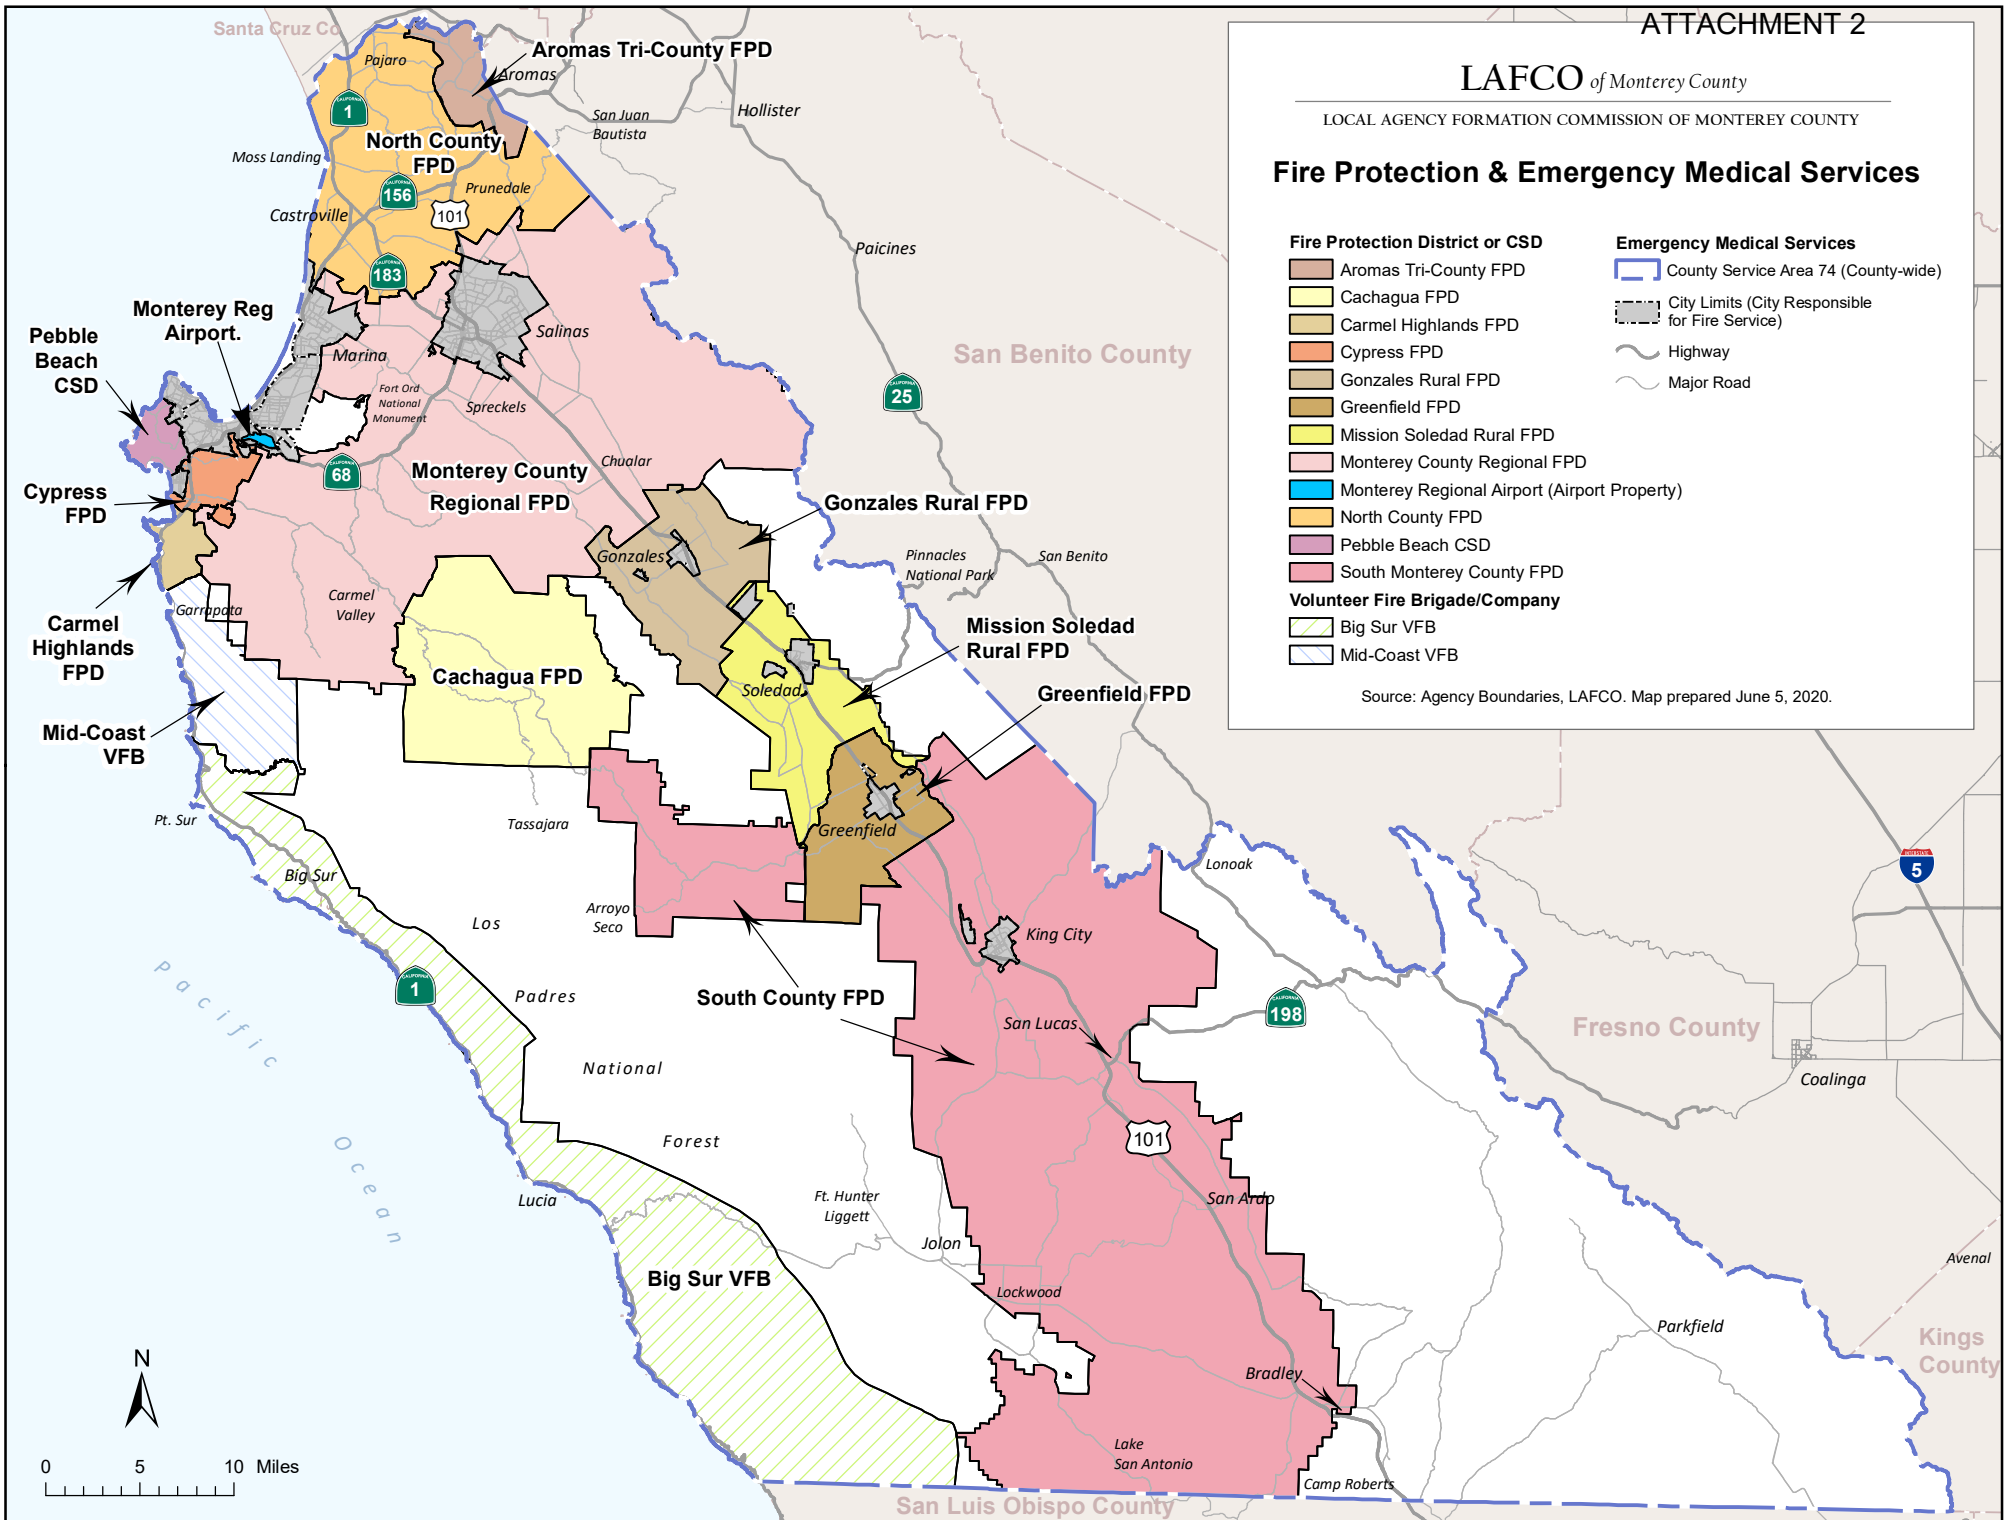 ATTACHMENT 2
LAFCO of Monterey County
LOCAL AGENCY FORMATION COMMISSION OF MONTEREY COUNTY
Fire Protection & Emergency Medical Services
Fire Protection District or CSD
Aromas Tri-County FPD
Cachagua FPD
Carmel Highlands FPD
Cypress FPD
Gonzales Rural FPD
Greenfield FPD
Mission Soledad Rural FPD
Monterey County Regional FPD
Monterey Regional Airport (Airport Property)
North County FPD
Pebble Beach CSD
South Monterey County FPD
Volunteer Fire Brigade/Company
Big Sur VFB
Mid-Coast VFB
Emergency Medical Services
County Service Area 74 (County-wide)
City Limits (City Responsible
for Fire Service)
Highway
Major Road
Source: Agency Boundaries, LAFCO. Map prepared June 5, 2020.
Santa Cruz Co
Pajaro
Aromas Tri-County FPD
Aromas
CALIFORNIA
1
San Juan
Bautista
Hollister
North County
FPD
Moss Landing
CALIFORNIA
156
Prunedale
101
Castroville
Paicines
CALIFORNIA
183
Monterey Reg
Airport.
Salinas
Pebble
Beach
CSD
Marina
San Benito County
Fort Ord
National
Monument
CALIFORNIA
25
Spreckels
Chualar
CALIFORNIA
68
Monterey County
Regional FPD
Cypress
FPD
Gonzales Rural FPD
Gonzales
Pinnacles
National Park
San Benito
Garrapata
Carmel
Valley
Carmel
Highlands
FPD
Mission Soledad
Rural FPD
Cachagua FPD
Soledad
Greenfield FPD
Mid-Coast
VFB
Pt. Sur
Tassajara
Greenfield
Lonoak
INTERSTATE
5
Big Sur
Arroyo
Seco
Los
King City
Pacific
CALIFORNIA
1
Padres
South County FPD
San Lucas
CALIFORNIA
198
Fresno County
National
Coalinga
Ocean
Forest
101
Lucia
Ft. Hunter
Liggett
San Ardo
Jolon
Avenal
Big Sur VFB
Lockwood
Parkfield
Kings
County
Bradley
N
Lake
San Antonio
0 5 10 Miles
Camp Roberts
San Luis Obispo County